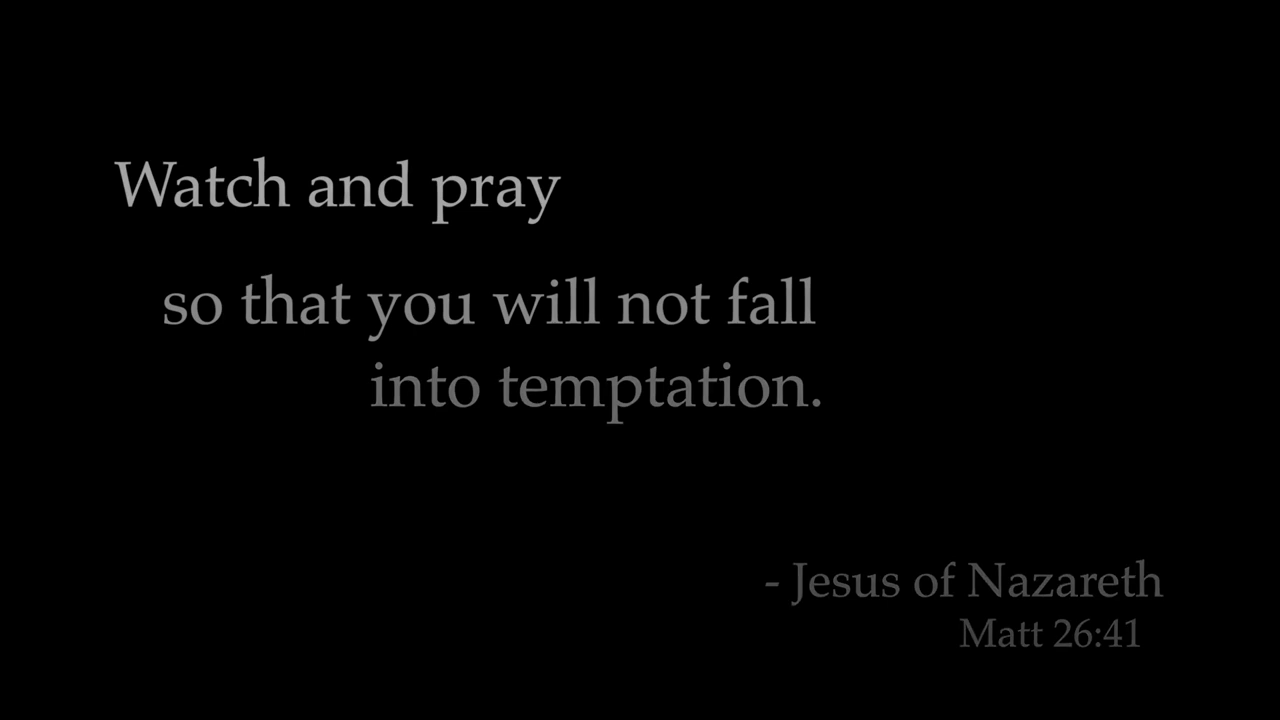 Watch and pray
so that you will not fall
into temptation.
- Jesus of Nazareth
Matt 26:41